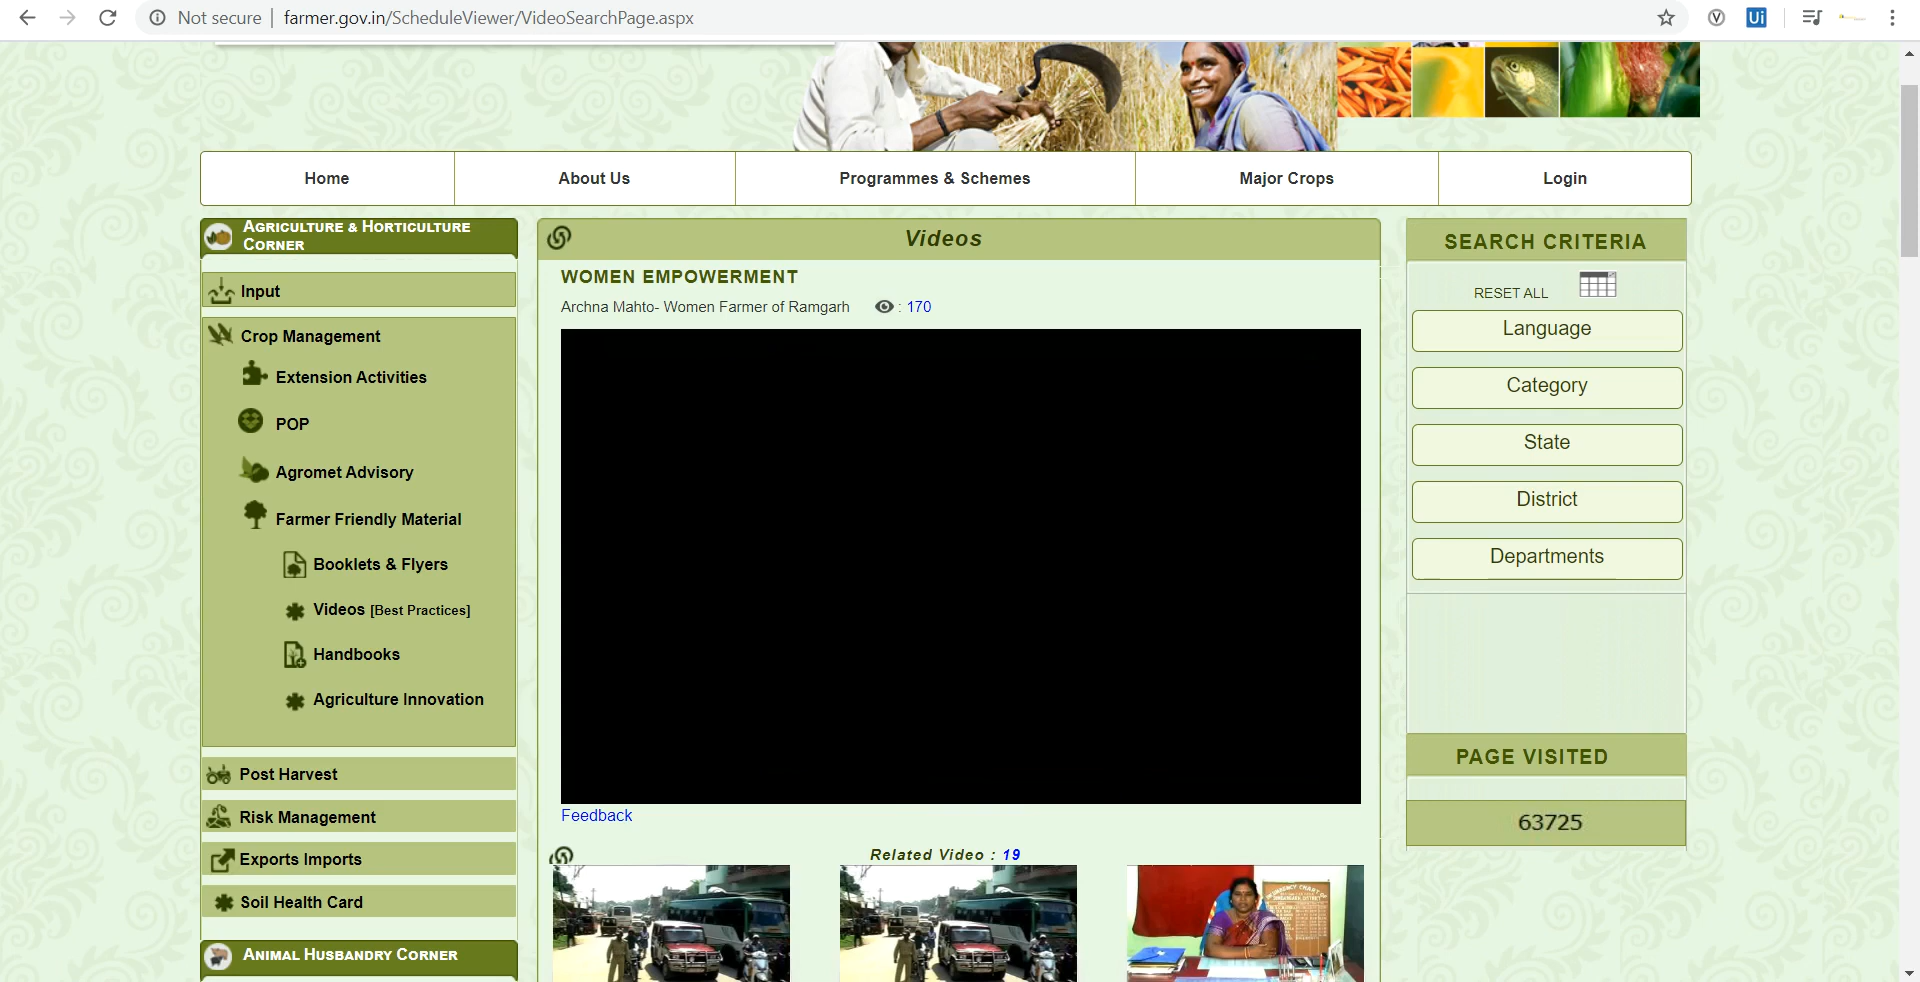 Not secure
farmer.gov.in/ScheduleViewer/VideoSearchPage.aspx
Ui
Home
About Us
Programmes & Schemes
Major Crops
Login
AGRICULTURE & HORTICULTURE
CORNER
Input
Crop Management
Extension Activities
POP
Agromet Advisory
Farmer Friendly Material
Booklets & Flyers
Videos [Best Practices]
Handbooks
Agriculture Innovation
Post Harvest
Risk Management
Exports Imports
Soil Health Card
ANIMAL HUSBANDRY CORNER
Videos
WOMEN EMPOWERMENT
Archna Mahto- Women Farmer of Ramgarh : 170
Feedback
Related Video : 19
SEARCH CRITERIA
RESET ALL
Language
Category
State
District
Departments
PAGE VISITED
63725